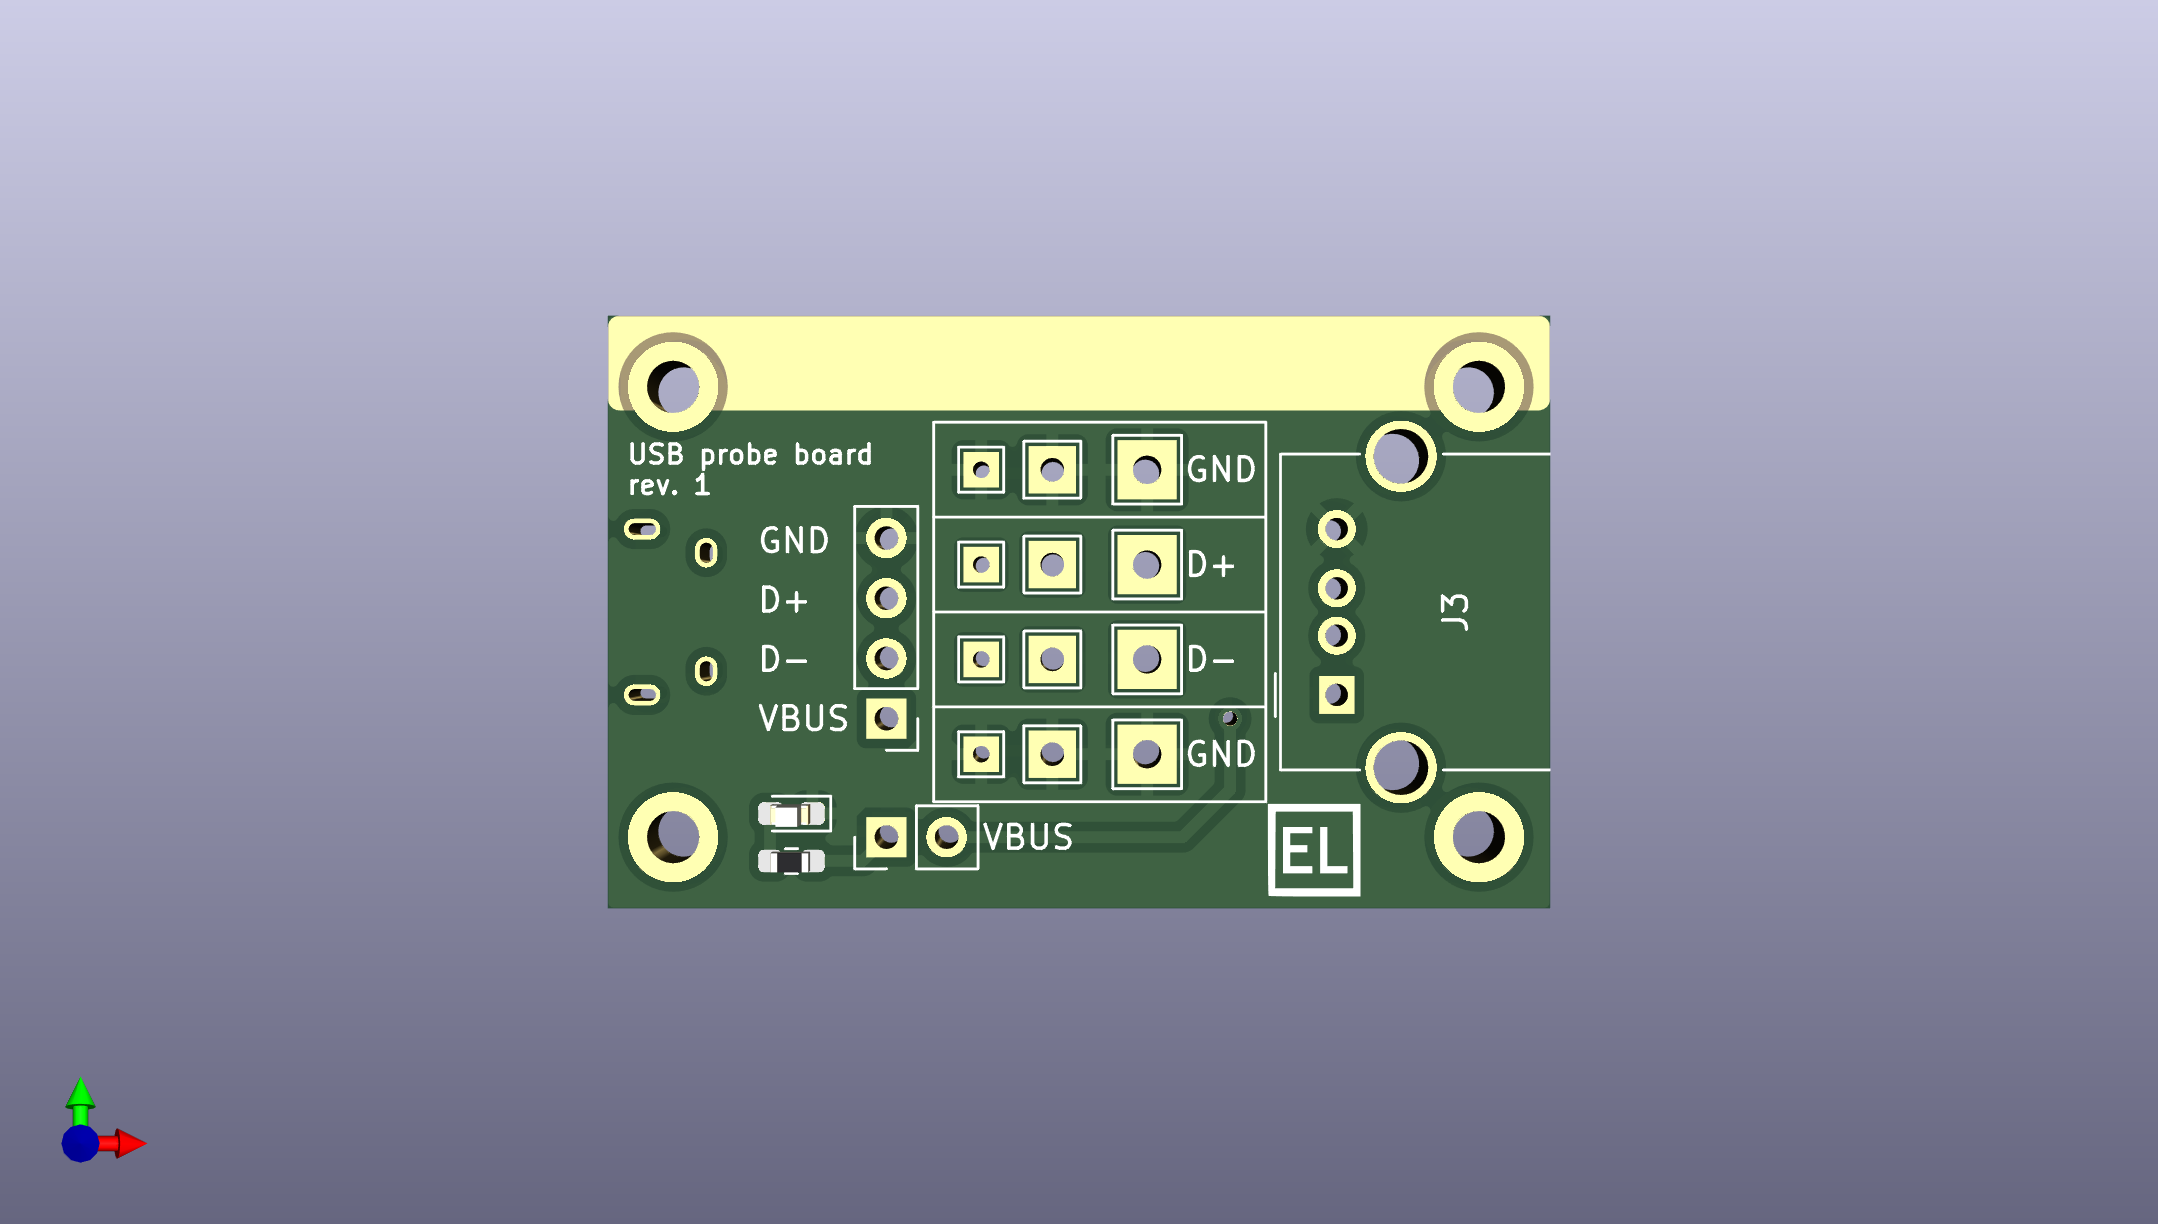 USB probe board
rev. 1
GND
D+
D-
VBUS
GND
D+
D-
GND
VBUS
J3
EL